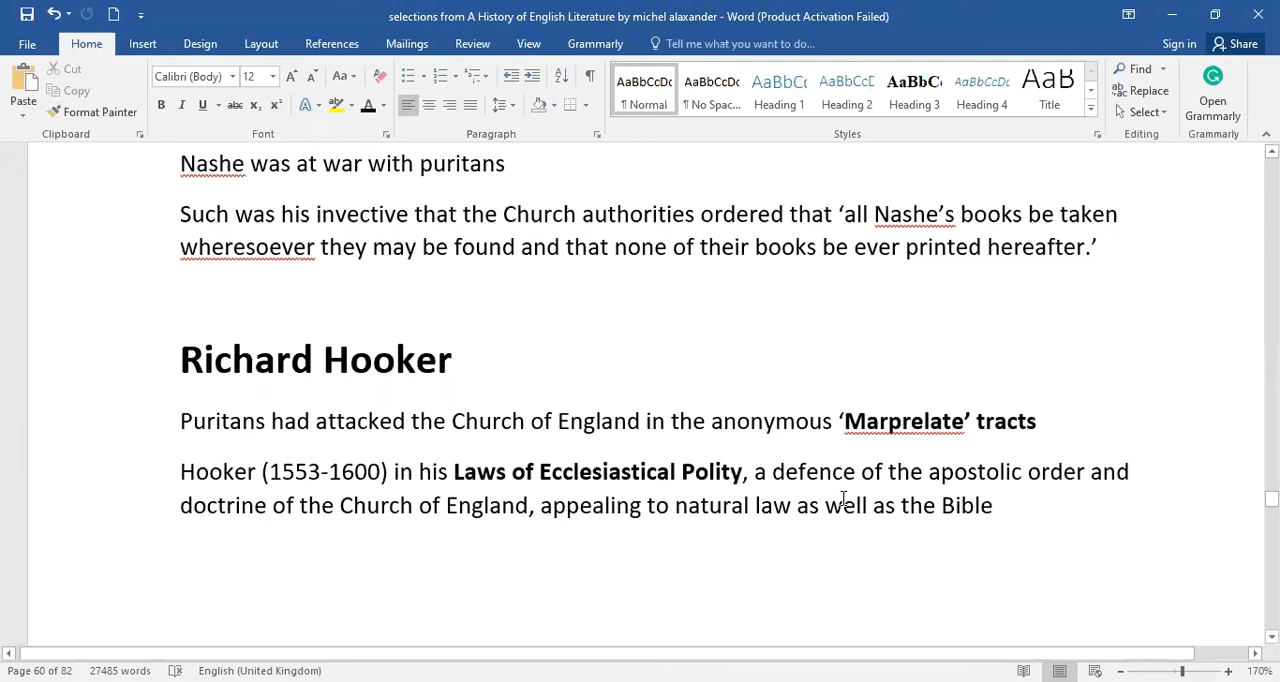 selections from A History of English Literature by michel alaxander - Word (Product Activation Failed)
File Home Insert Design Layout References Mailings Review View Grammarly Tell me what you want to do... Sign in Share
Paste Cut Copy Format Painter
Clipboard
Calibri (Body) 12
Font
Paragraph
AaBbCcDc AaBbCcDc AaBbCc AaBbCcC AaBbC AaBbCcDc AaB
¶ Normal ¶ No Spac... Heading 1 Heading 2 Heading 3 Heading 4 Title
Styles
Find
Replace
Select
Editing
Open
Grammarly
Grammarly
Nashe was at war with puritans
Such was his invective that the Church authorities ordered that ‘all Nashe’s books be taken
wheresoever they may be found and that none of their books be ever printed hereafter.’
Richard Hooker
Puritans had attacked the Church of England in the anonymous ‘Marprelate’ tracts
Hooker (1553-1600) in his Laws of Ecclesiastical Polity, a defence of the apostolic order and
doctrine of the Church of England, appealing to natural law as well as the Bible
Page 60 of 82 27485 words English (United Kingdom) 170%